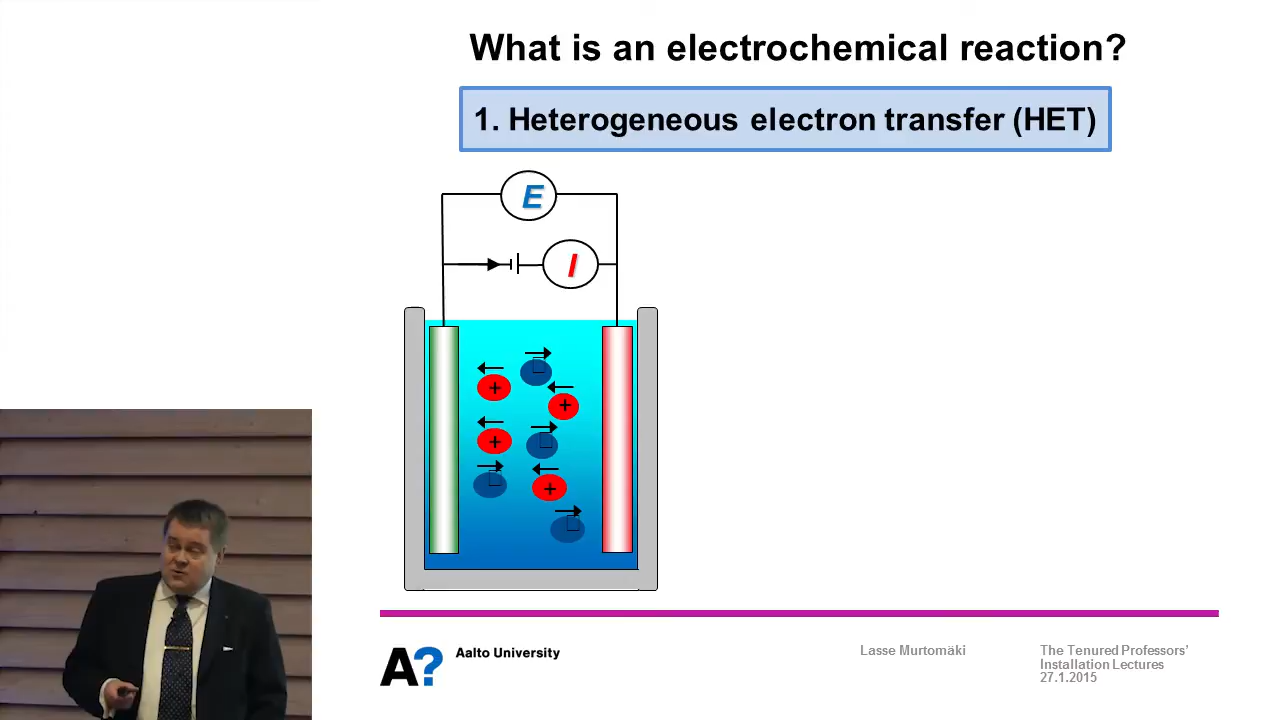 What is an electrochemical reaction?
1. Heterogeneous electron transfer (HET)
E
I
+
+
+
+
A?
Aalto University
Lasse Murtomäki
The Tenured Professors'
Installation Lectures
27.1.2015